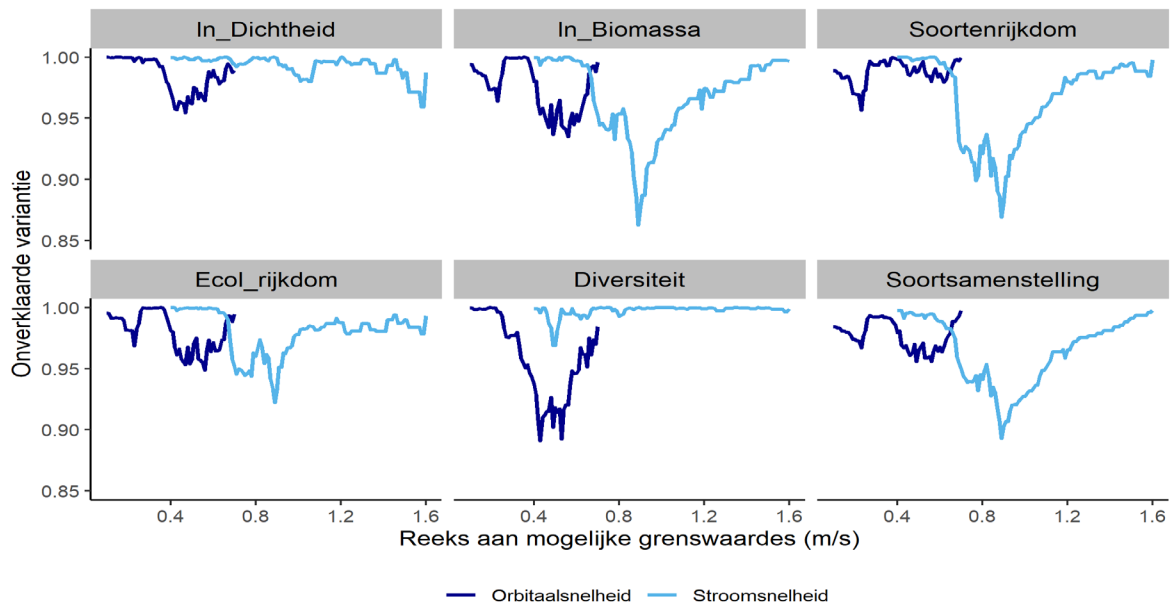 In_Dichtheid In_Biomassa Soortenrijkdom
1.00
0.95
0.90
0.85
Ecol_rijkdom Diversiteit Soortsamenstelling
1.00
0.95
0.90
0.85
Onverklaarde variantie
0.4 0.8 1.2 1.6 0.4 0.8 1.2 1.6 0.4 0.8 1.2 1.6
Reeks aan mogelijke grenswaardes (m/s)
Orbitaalsnelheid Stroomsnelheid